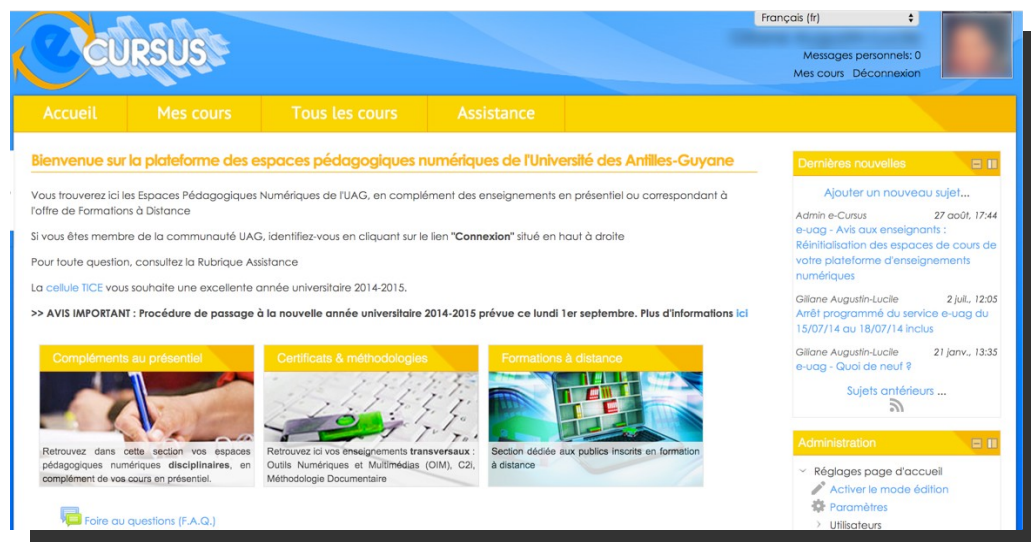 Français (fr)
e CURSUS
Messages personnels: 0
Mes cours Déconnexion
Accueil Mes cours Tous les cours Assistance
Bienvenue sur la plateforme des espaces pédagogiques numériques de l'Université des Antilles-Guyane
Vous trouverez ici les Espaces Pédagogiques Numériques de l'UAG, en complément des enseignements en présentiel ou correspondant à
l'offre de Formations à Distance
Si vous êtes membre de la communauté UAG, identifiez-vous en cliquant sur le lien "Connexion" situé en haut à droite
Pour toute question, consultez la Rubrique Assistance
La cellule TICE vous souhaite une excellente année universitaire 2014-2015.
>> AVIS IMPORTANT : Procédure de passage à la nouvelle année universitaire 2014-2015 prévue ce lundi 1er septembre. Plus d'informations ici
Compléments au présentiel
Retrouvez dans cette section vos espaces
pédagogiques numériques disciplinaires, en
complément de vos cours en présentiel.
Certificats & méthodologies
Retrouvez ici vos enseignements transversaux :
Outils Numériques et Multimédias (OIM), C2i,
Méthodologie Documentaire
Formations à distance
Section dédiée aux publics inscrits en formation
à distance
Foire au questions (F.A.Q.)
Dernières nouvelles
Ajouter un nouveau sujet...
Admin e-Cursus 27 août, 17:44
e-uag - Avis aux enseignants :
Réinitialisation des espaces de cours de
votre plateforme d'enseignements
numériques
Giliane Augustin-Lucile 2 juil., 12:05
Arrêt programmé du service e-uag du
15/07/14 au 18/07/14 inclus
Giliane Augustin-Lucile 21 janv., 13:35
e-uag - Quoi de neuf ?
Sujets antérieurs ...
Administration
Réglages page d'accueil
Activer le mode édition
Paramètres
Utilisateurs